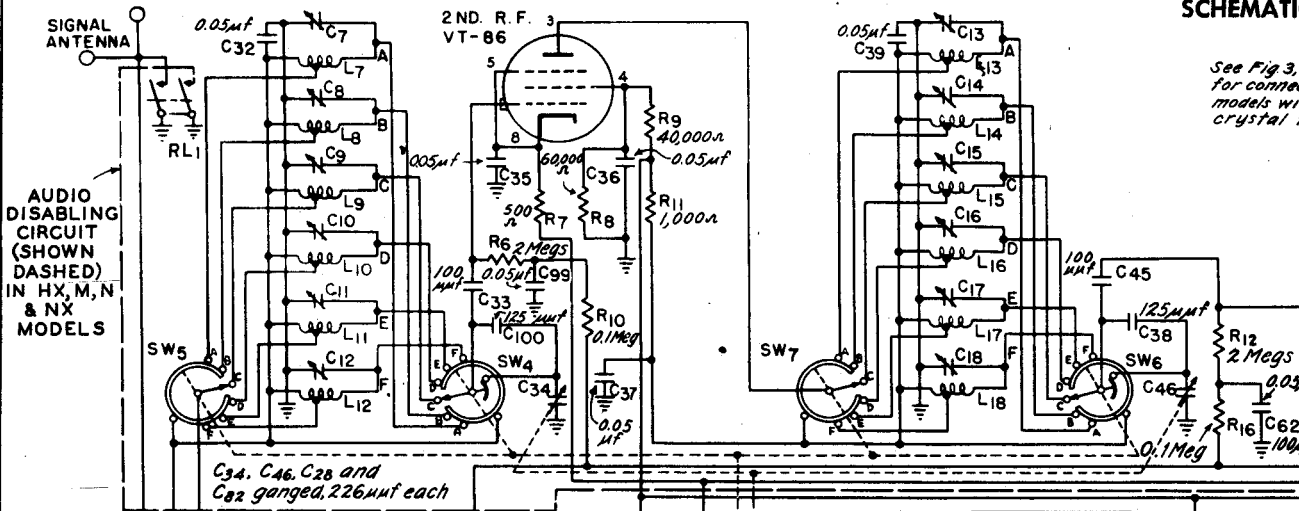 SCHEMATI
SIGNAL
ANTENNA
RL1
AUDIO
DISABLING
CIRCUIT
(SHOWN
DASHED)
IN HX, M, N
& NX
MODELS
0.05µf
C32
C7
A
L7
C8
B
L8
C9
C
L9
C10
D
L10
C11
E
L11
C12
F
L12
SW5
A
B
C
D
E
F
C34, C46, C28 and
C82 ganged, 226µµf each
2ND. R.F.
VT-86
3
5
4
8
0.05µf
C35
500
Ω
R7
60,000
Ω
R8
C36
0.05µf
R9
40,000Ω
R11
1,000Ω
R6 2 Megs
100
µµf
C33
0.05µf
C99
125 µµf
C100
R10
0.1Meg
SW4
F
E
D
C
B
A
C34
C37
0.05
µf
0.05µf
C39
C13
A
L13
C14
B
L14
C15
C
L15
C16
D
L16
C17
E
L17
C18
F
L18
SW7
A
B
C
D
E
F
See Fig 3,
for connec
models wi
crystal
100
µµf
C45
125µµf
C38
SW6
F
E
D
C
B
A
C46
R12
2 Megs
R16
0.1Meg
0.05
C62
100µ